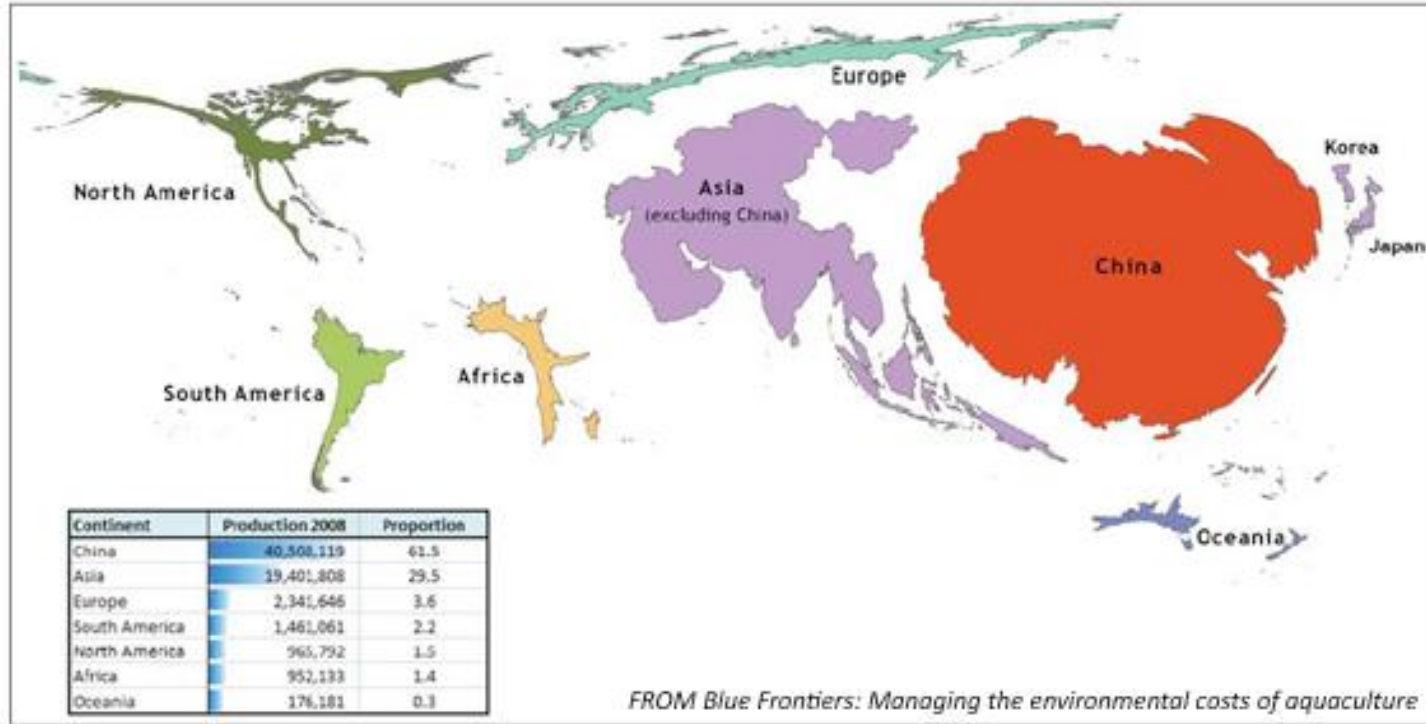 Europe
North America
Asia
(excluding China)
Korea
Japan
China
South America
Africa
Oceania
Continent Production 2008 Proportion
China 40,508,119 61.5
Asia 19,401,808 29.5
Europe 2,341,646 3.6
South America 1,461,061 2.2
North America 965,792 1.5
Africa 952,133 1.4
Oceania 176,181 0.3
FROM Blue Frontiers: Managing the environmental costs of aquaculture